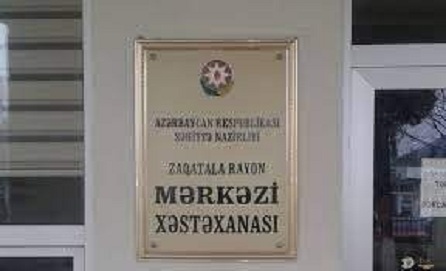 AZƏRBAYCAN RESPUBLİKASI
SƏHİYYƏ NAZİRLİYİ
ZAQATALA RAYON
MƏRKƏZİ
XƏSTƏXANASI